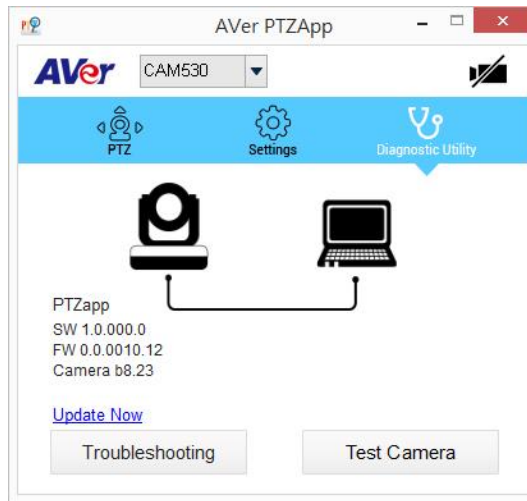 AVer PTZApp
AVer
CAM530
PTZ
Settings
Diagnostic Utility
PTZapp
SW 1.0.000.0
FW 0.0.0010.12
Camera b8.23
Update Now
Troubleshooting
Test Camera